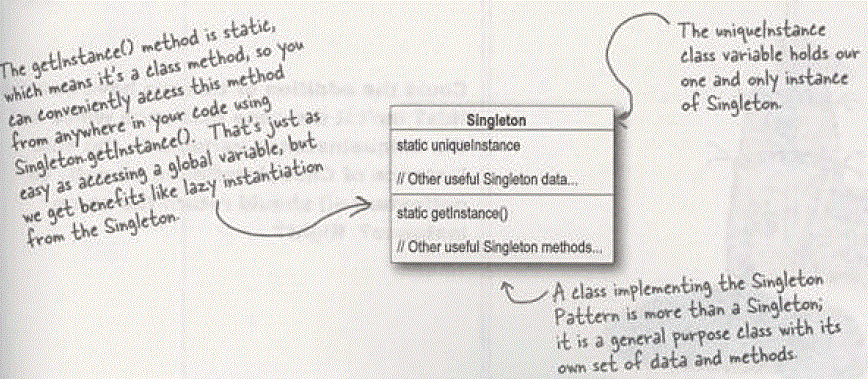 The getInstance() method is static,
which means it's a class method, so you
can conveniently access this method
from anywhere in your code using
Singleton.getInstance(). That's just as
easy as accessing a global variable, but
we get benefits like lazy instantiation
from the Singleton.
The uniqueInstance
class variable holds our
one and only instance
of Singleton.
Singleton
static uniqueInstance
// Other useful Singleton data...
static getInstance()
// Other useful Singleton methods...
A class implementing the Singleton
Pattern is more than a Singleton;
it is a general purpose class with its
own set of data and methods.